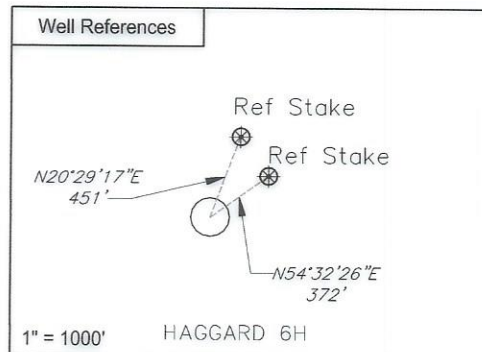 Well References
Ref Stake
Ref Stake
N20°29'17"E
451'
N54°32'26"E
372'
1" = 1000'
HAGGARD 6H